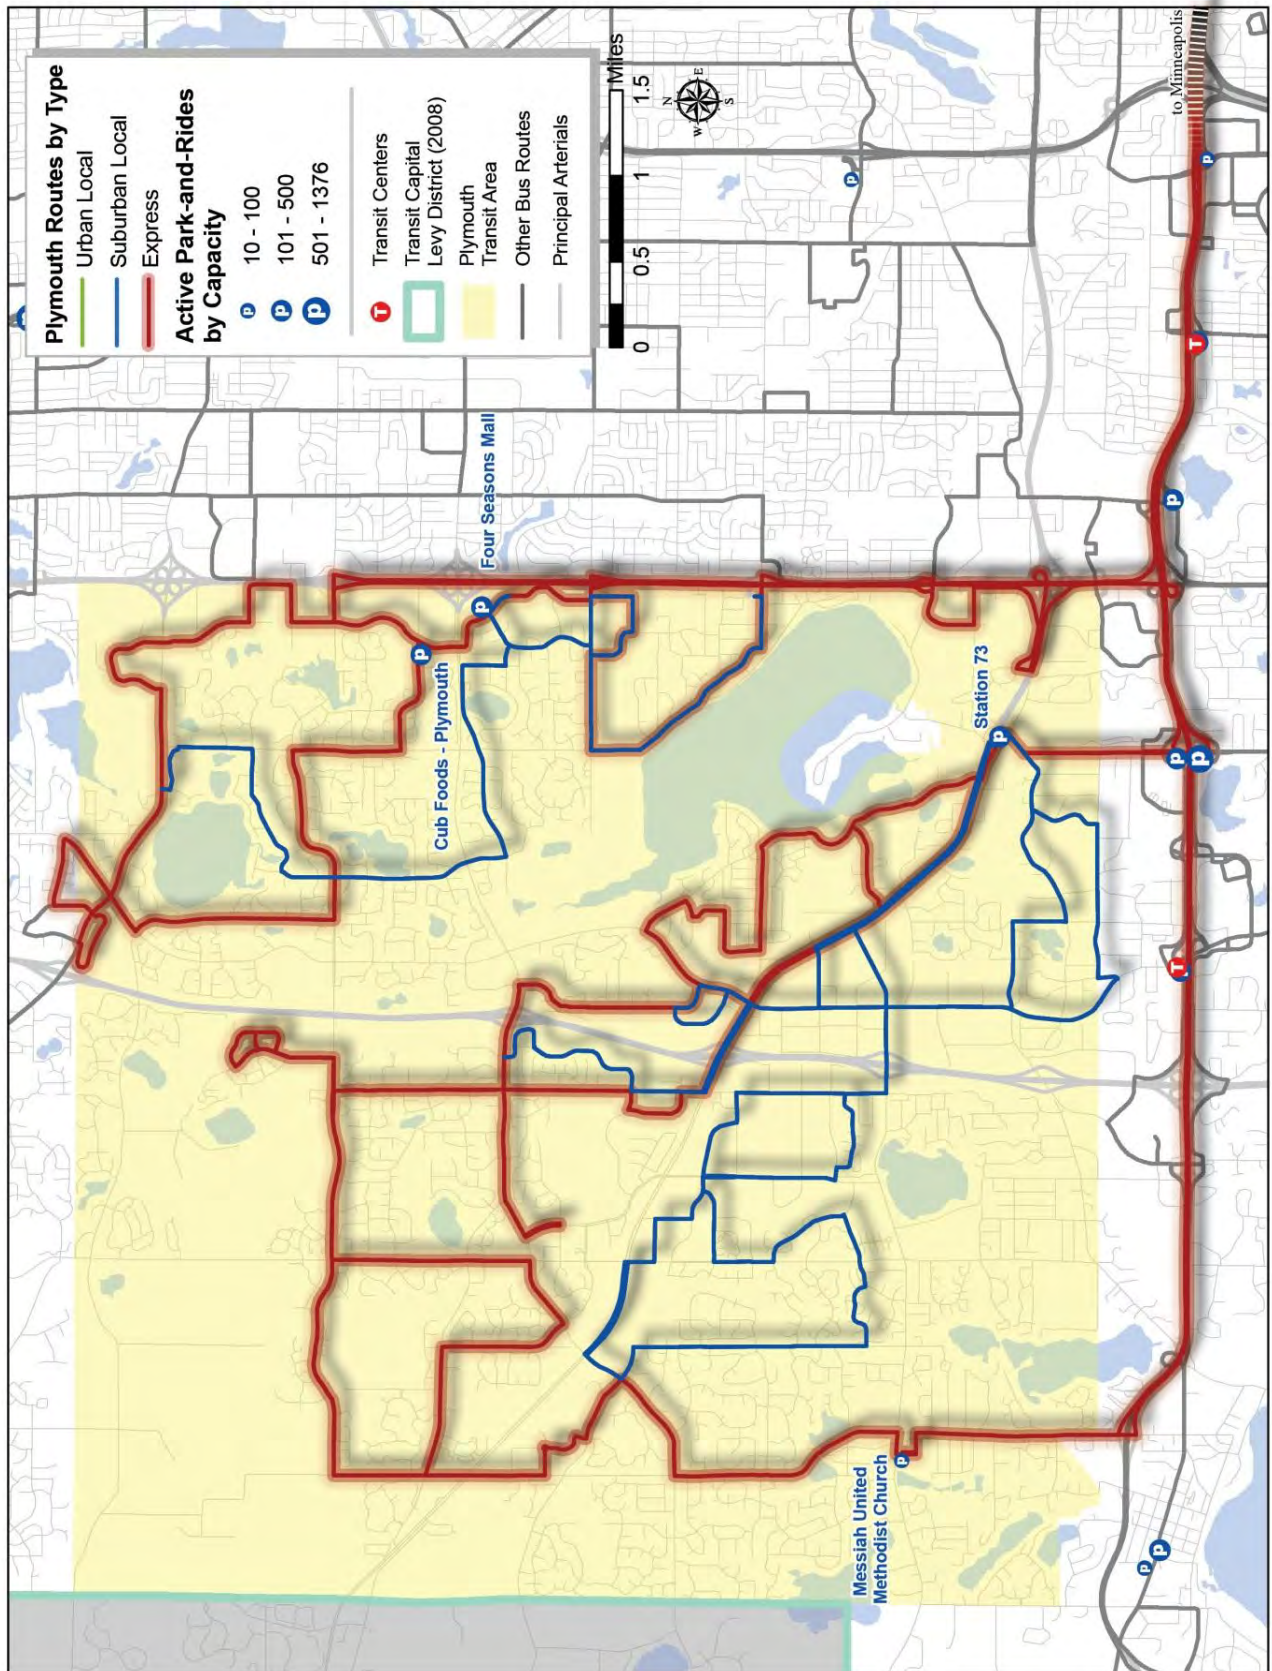 Plymouth Routes by Type
Urban Local
Suburban Local
Express
Active Park-and-Rides
by Capacity
P 10 - 100
P 101 - 500
P 501 - 1376
T Transit Centers
Transit Capital
Levy District (2008)
Plymouth
Transit Area
Other Bus Routes
Principal Arterials
0 0.5 1 1.5
Miles
N
W E
S
to Minneapolis
Four Seasons Mall
P
Cub Foods - Plymouth
P
Station 73
P
Messiah United
Methodist Church
P
P
P
P
T
P
P
P
T
P
P